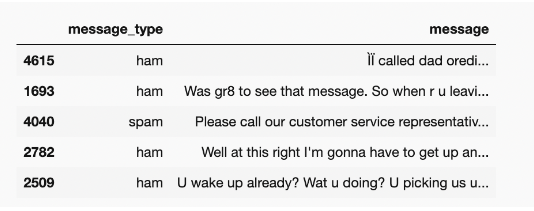 message_type message
4615 ham ÌÏ called dad oredi...
1693 ham Was gr8 to see that message. So when r u leavi...
4040 spam Please call our customer service representativ...
2782 ham Well at this right I'm gonna have to get up an...
2509 ham U wake up already? Wat u doing? U picking us u...